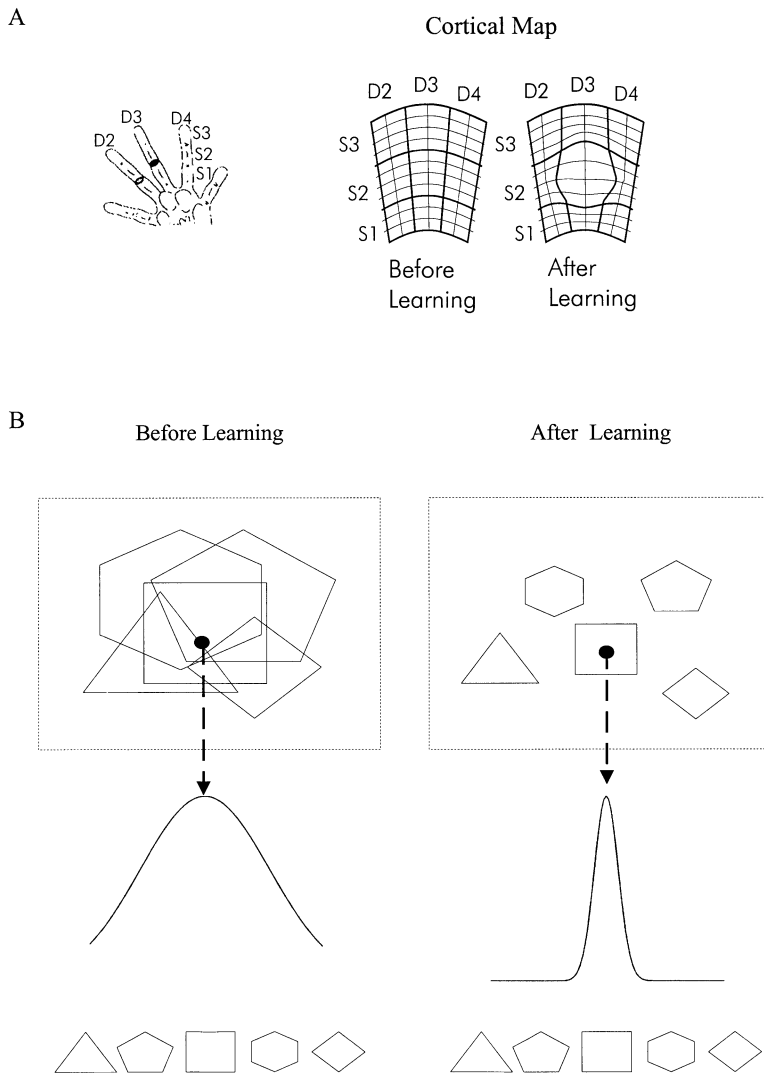 A
Cortical Map
D2 D3 D4
S3
S2
S1
D2 D3 D4
S3
S2
S1
Before
Learning
D2 D3 D4
S3
S2
S1
After
Learning
B
Before Learning
After Learning